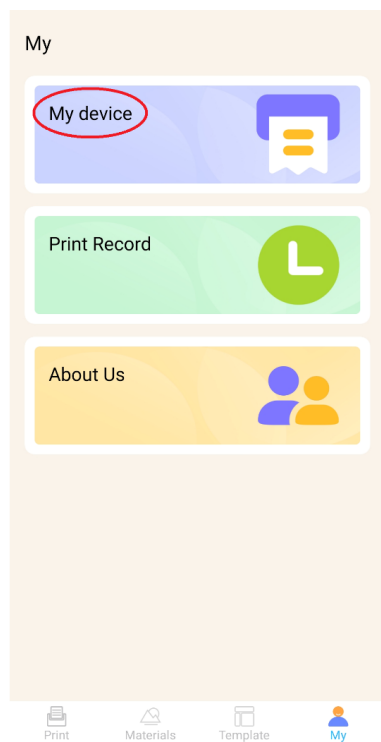 My
My device
Print Record
About Us
Print Materials Template My